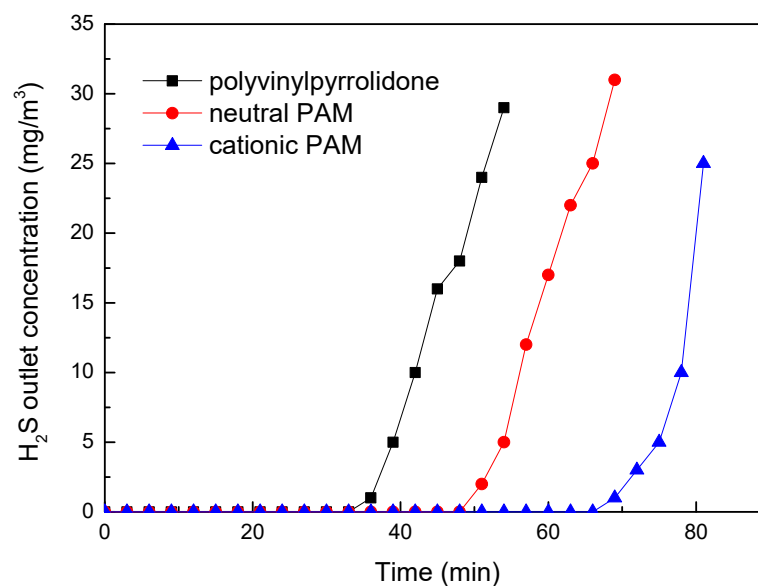 35
30
25
20
15
10
5
0
H₂S outlet concentration (mg/m³)
polyvinylpyrrolidone
neutral PAM
cationic PAM
0 20 40 60 80
Time (min)